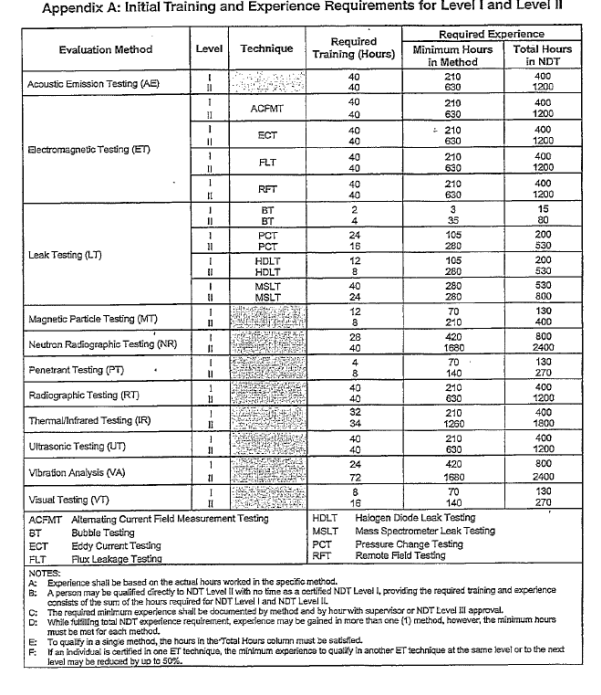 Appendix A: Initial Training and Experience Requirements for Level I and Level II
Evaluation Method Level Technique Required Training (Hours) Required Experience
Minimum Hours in Method Total Hours in NDT
Acoustic Emission Testing (AE) I 40 210 400
II 40 630 1200
Electromagnetic Testing (ET) I ACFMT 40 210 400
II 40 630 1200
I ECT 40 210 400
II 40 630 1200
I FLT 40 210 400
II 40 630 1200
I RFT 40 210 400
II 40 630 1200
Leak Testing (LT) I BT 2 3 15
II BT 4 35 80
I PCT 24 105 200
II PCT 16 280 530
I HDLT 12 105 200
II HDLT 8 280 530
I MSLT 40 280 530
II MSLT 24 280 800
Magnetic Particle Testing (MT) I 12 70 130
II 8 210 400
Neutron Radiographic Testing (NR) I 28 420 800
II 40 1680 2400
Penetrant Testing (PT) I 4 70 130
II 8 140 270
Radiographic Testing (RT) I 40 210 400
II 40 630 1200
Thermal/Infrared Testing (IR) I 32 210 400
II 34 1260 1800
Ultrasonic Testing (UT) I 40 210 400
II 40 630 1200
Vibration Analysis (VA) I 24 420 800
II 72 1680 2400
Visual Testing (VT) I 8 70 130
II 16 140 270
ACFMT Alternating Current Field Measurement Testing HDLT Halogen Diode Leak Testing
BT Bubble Testing MSLT Mass Spectrometer Leak Testing
ECT Eddy Current Testing PCT Pressure Change Testing
FLT Flux Leakage Testing RFT Remote Field Testing
NOTES:
A: Experience shall be based on the actual hours worked in the specific method.
B: A person may be qualified directly to NDT Level II with no time as a certified NDT Level I, providing the required training and experience
consists of the sum of the hours required for NDT Level I and NDT Level II.
C: The required minimum experience shall be documented by method and by hour with supervisor or NDT Level III approval.
D: While fulfilling total NDT experience requirement, experience may be gained in more than one (1) method, however, the minimum hours
must be met for each method.
E: To qualify in a single method, the hours in the Total Hours column must be satisfied.
F: If an individual is certified in one ET technique, the minimum experience to qualify in another ET technique at the same level or to the next
level may be reduced by up to 50%.